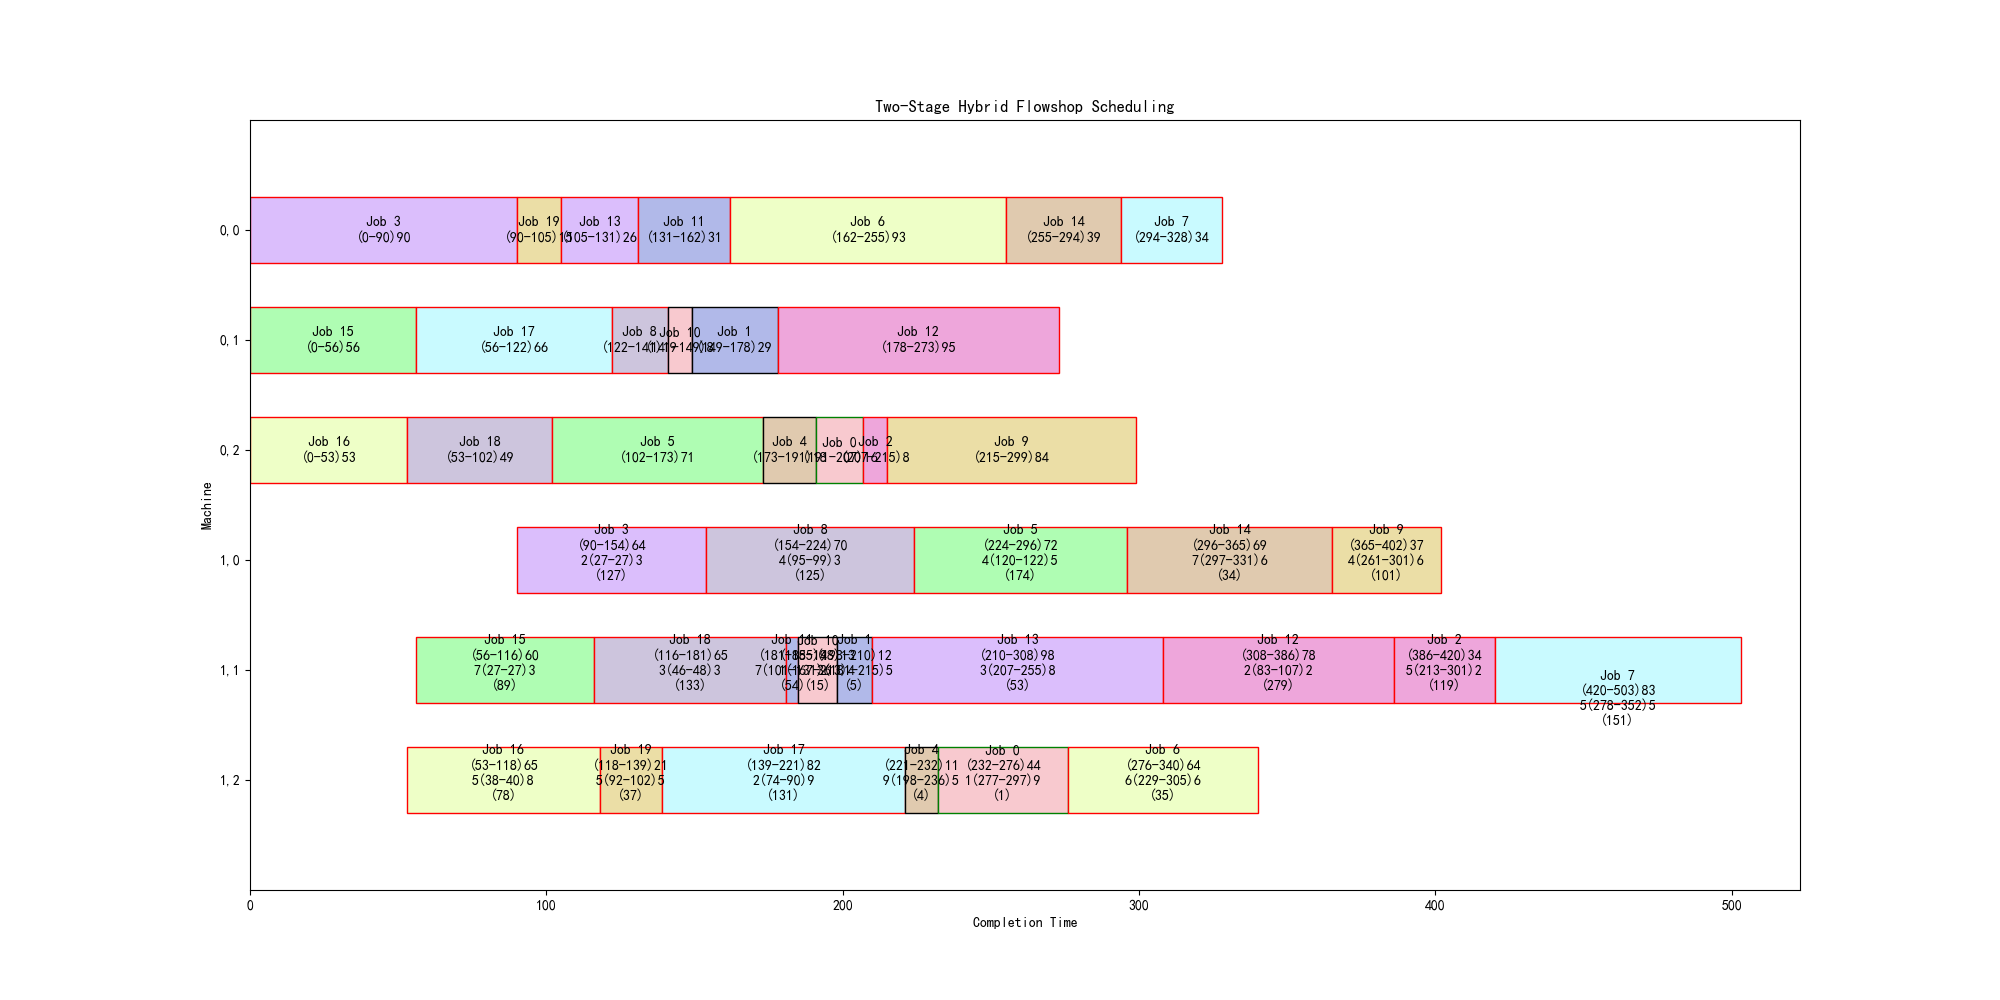 Two-Stage Hybrid Flowshop Scheduling
0,0
Job 3
(0-90)90
Job 19
(90-105)15
Job 13
(105-131)26
Job 11
(131-162)31
Job 6
(162-255)93
Job 14
(255-294)39
Job 7
(294-328)34
0,1
Job 15
(0-56)56
Job 17
(56-122)66
Job 8
(122-141)19
Job 10
(141-149)8
Job 1
(149-178)29
Job 12
(178-273)95
0,2
Job 16
(0-53)53
Job 18
(53-102)49
Job 5
(102-173)71
Job 4
(173-191)18
Job 0
(191-207)16
Job 2
(207-215)8
Job 9
(215-299)84
Machine
1,0
Job 3
(90-154)64
2(27-27)3
(127)
Job 8
(154-224)70
4(95-99)3
(125)
Job 5
(224-296)72
4(120-122)5
(174)
Job 14
(296-365)69
7(297-331)6
(34)
Job 9
(365-402)37
4(261-301)6
(101)
1,1
Job 15
(56-116)60
7(27-27)3
(89)
Job 18
(116-181)65
3(46-48)3
(133)
Job 11
(54)
Job 10
(185-198)13
(15)
Job 1
(198-210)12
(5)
Job 13
(210-308)98
3(207-255)8
(53)
Job 12
(308-386)78
2(83-107)2
(279)
Job 2
(386-420)34
5(213-301)2
(119)
Job 7
(420-503)83
5(278-352)5
(151)
1,2
Job 16
(53-118)65
5(38-40)8
(78)
Job 19
(118-139)21
5(92-102)5
(37)
Job 17
(139-221)82
2(74-90)9
(131)
Job 4
(221-232)11
9(198-236)5
(4)
Job 0
(232-276)44
1(277-297)9
(1)
Job 6
(276-340)64
6(229-305)6
(35)
0
100
200
300
400
500
Completion Time